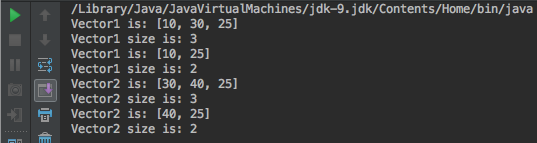 /Library/Java/JavaVirtualMachines/jdk-9.jdk/Contents/Home/bin/java
Vector1 is: [10, 30, 25]
Vector1 size is: 3
Vector1 is: [10, 25]
Vector1 size is: 2
Vector2 is: [30, 40, 25]
Vector2 size is: 3
Vector2 is: [40, 25]
Vector2 size is: 2